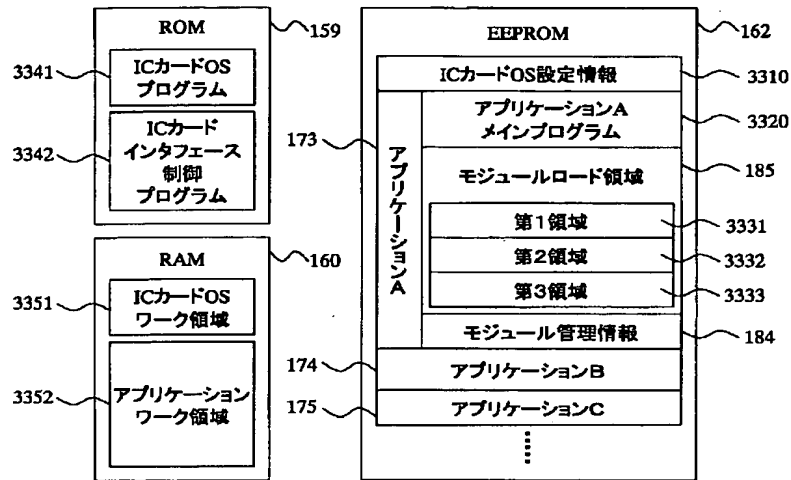 ROM
159
3341
ICカードOS
プログラム
3342
ICカード
インタフェース
制御
プログラム
RAM
160
3351
ICカードOS
ワーク領域
3352
アプリケーション
ワーク領域
EEPROM
162
ICカードOS設定情報
3310
173
アプリケーションA
アプリケーションA
メインプログラム
3320
モジュールロード領域
185
第1領域
3331
第2領域
3332
第3領域
3333
モジュール管理情報
184
174
アプリケーションB
175
アプリケーションC